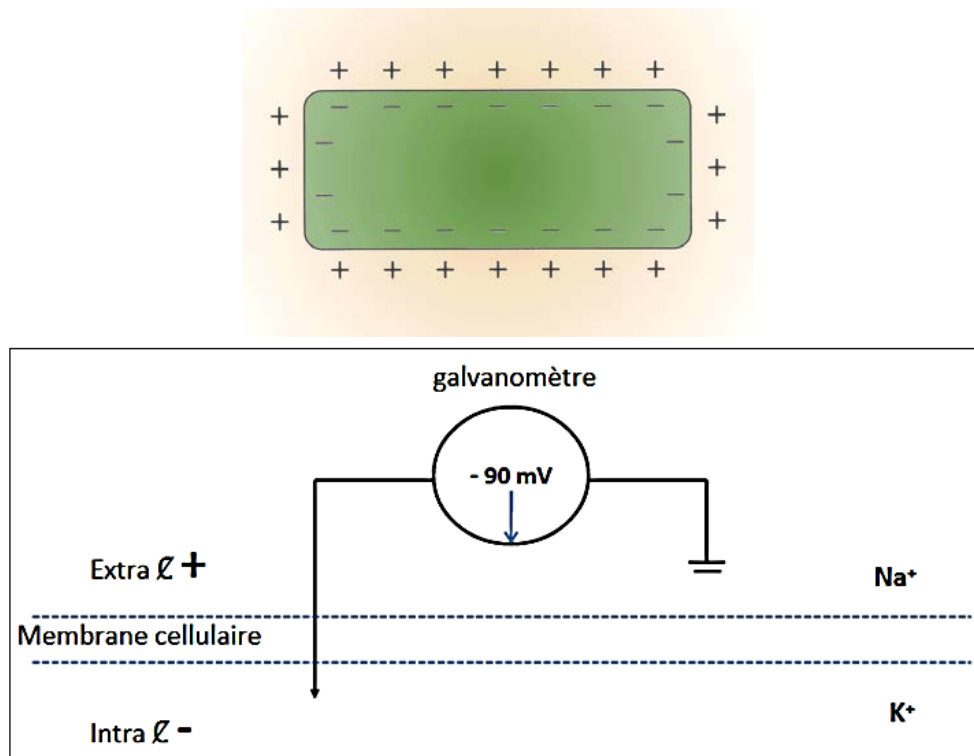 + + + + + + +
+ − − − − − − − +
− −
+ +
− −
+ − − − − − − − +
+ + + + + + +
galvanomètre
- 90 mV
Extra ₡ + Na⁺
Membrane cellulaire
Intra ₡ - K⁺